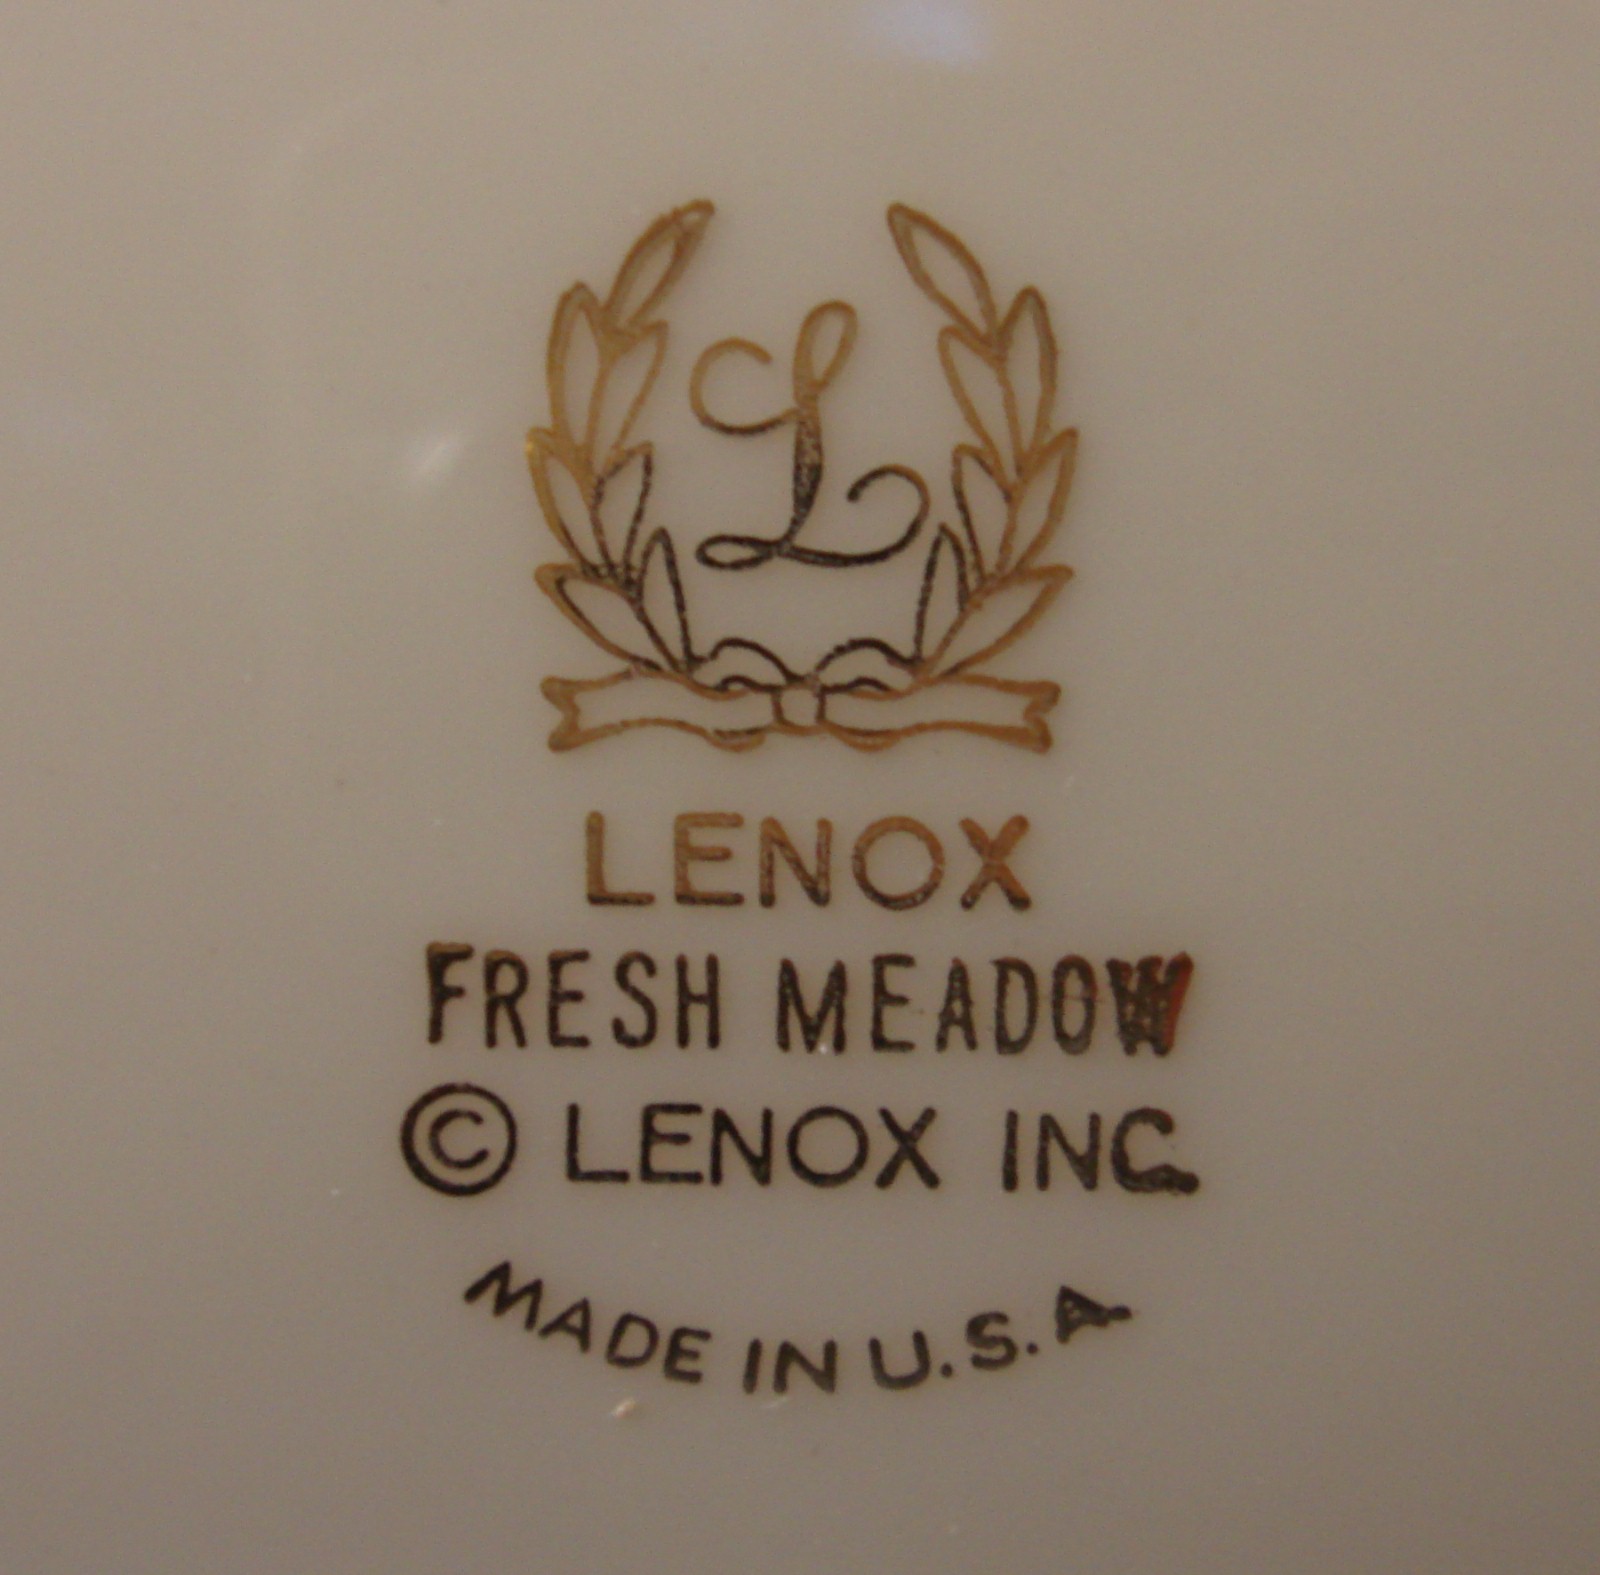 L
LENOX
FRESH MEADOW
© LENOX INC.
MADE IN U.S.A.